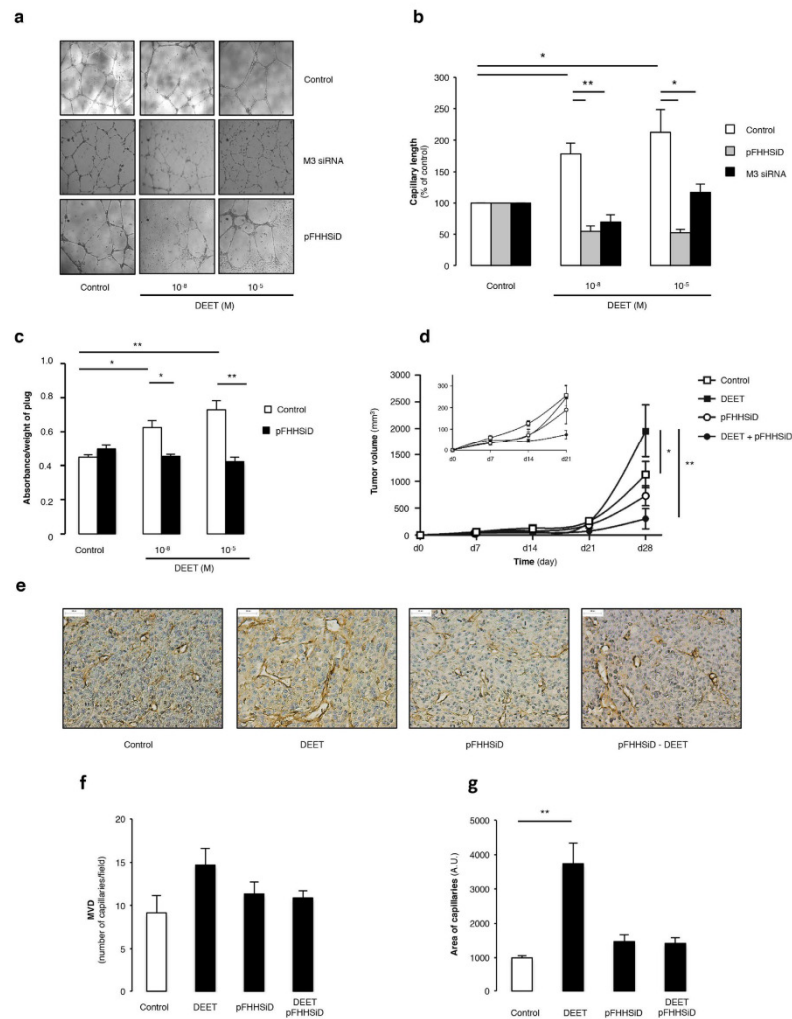 a
Control
M3 siRNA
pFHHSiD
Control
10⁻⁸
10⁻⁵
DEET (M)
b
*
**
*
300
250
200
150
100
50
0
Capillary length
(% of control)
Control
pFHHSiD
M3 siRNA
Control
10⁻⁸
10⁻⁵
DEET (M)
c
**
*
*
**
1.0
0.8
0.6
0.4
0.2
0
Absorbance/weight of plug
Control
pFHHSiD
Control
10⁻⁸
10⁻⁵
DEET (M)
d
3000
2500
2000
1500
1000
500
0
Tumor volume (mm³)
300
200
100
0
d0
d7
d14
d21
Control
DEET
pFHHSiD
DEET + pFHHSiD
*
**
d0
d7
d14
d21
d28
Time (day)
e
Control
DEET
pFHHSiD
pFHHSiD - DEET
f
20
15
10
5
0
MVD
(number of capillaries/field)
Control
DEET
pFHHSiD
DEET
pFHHSiD
g
**
5000
4000
3000
2000
1000
0
Area of capillaries (A.U.)
Control
DEET
pFHHSiD
DEET
pFHHSiD